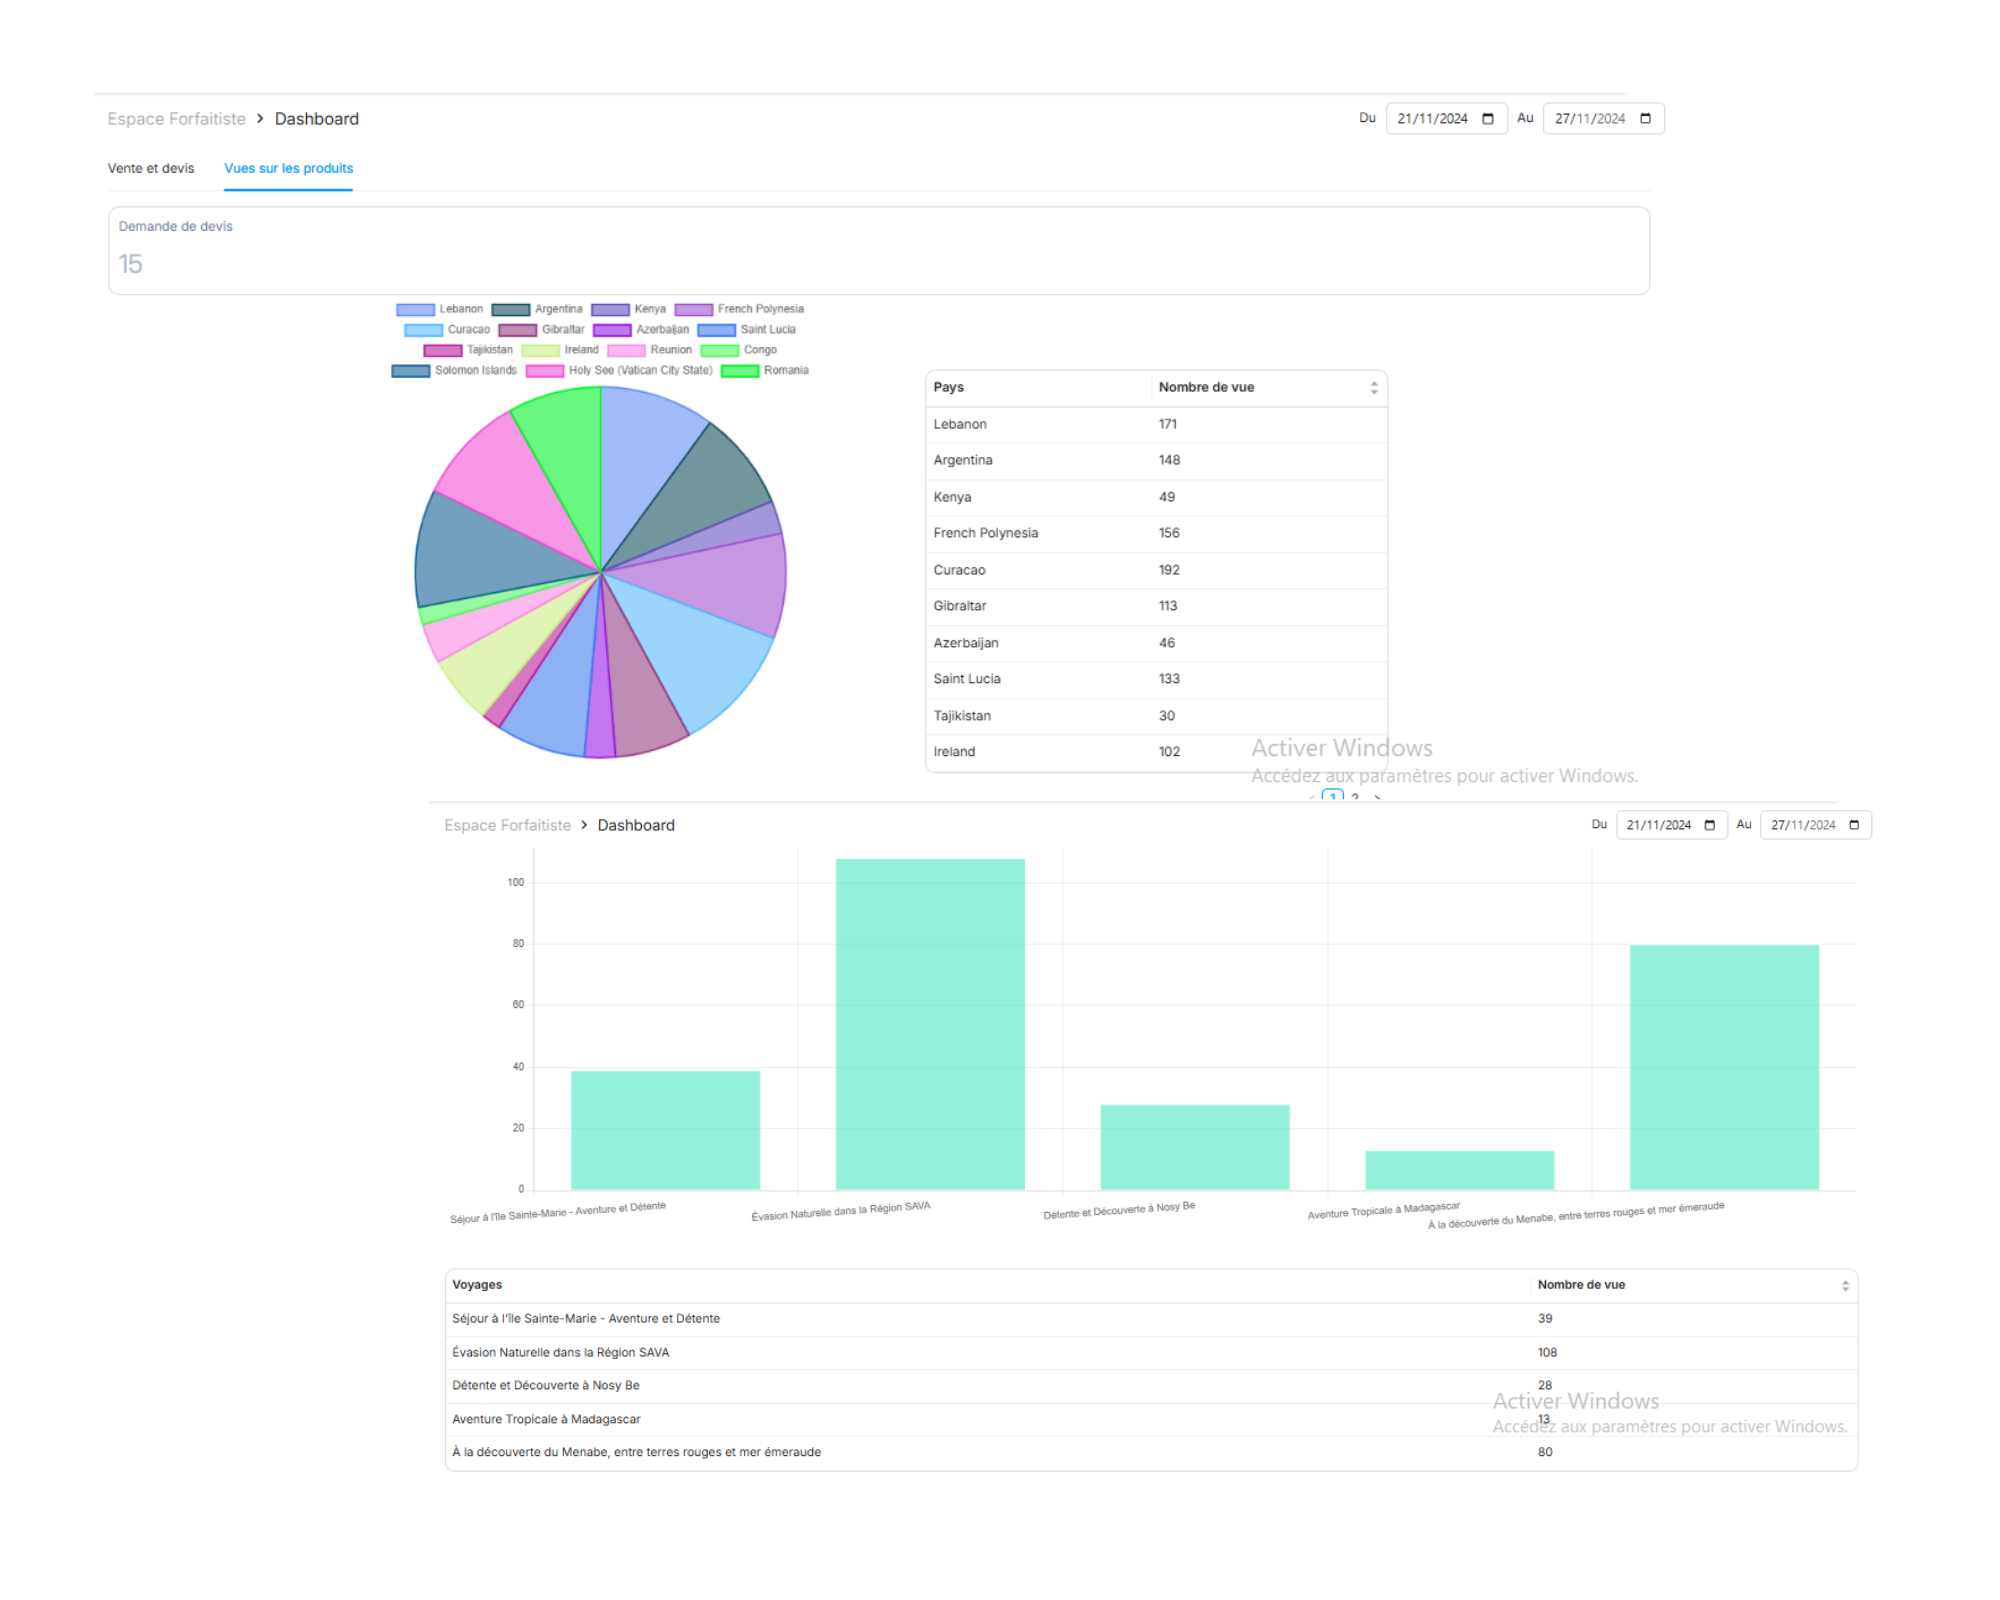 Espace Forfaitiste > Dashboard
Du 21/11/2024 Au 27/11/2024
Vente et devis Vues sur les produits
Demande de devis
15
Lebanon Argentina Kenya French Polynesia
Curacao Gibraltar Azerbaijan Saint Lucia
Tajikistan Ireland Reunion Congo
Solomon Islands Holy See (Vatican City State) Romania
Pays Nombre de vue
Lebanon 171
Argentina 148
Kenya 49
French Polynesia 156
Curacao 192
Gibraltar 113
Azerbaijan 46
Saint Lucia 133
Tajikistan 30
Ireland 102
Activer Windows
Accédez aux paramètres pour activer Windows.
< 1 2 >
Espace Forfaitiste > Dashboard
Du 21/11/2024 Au 27/11/2024
100
80
60
40
20
0
Séjour à l'île Sainte-Marie - Aventure et Détente
Évasion Naturelle dans la Région SAVA
Détente et Découverte à Nosy Be
Aventure Tropicale à Madagascar
À la découverte du Menabe, entre terres rouges et mer émeraude
Voyages Nombre de vue
Séjour à l'île Sainte-Marie - Aventure et Détente 39
Évasion Naturelle dans la Région SAVA 108
Détente et Découverte à Nosy Be 28
Aventure Tropicale à Madagascar 13
À la découverte du Menabe, entre terres rouges et mer émeraude 80
Activer Windows
Accédez aux paramètres pour activer Windows.